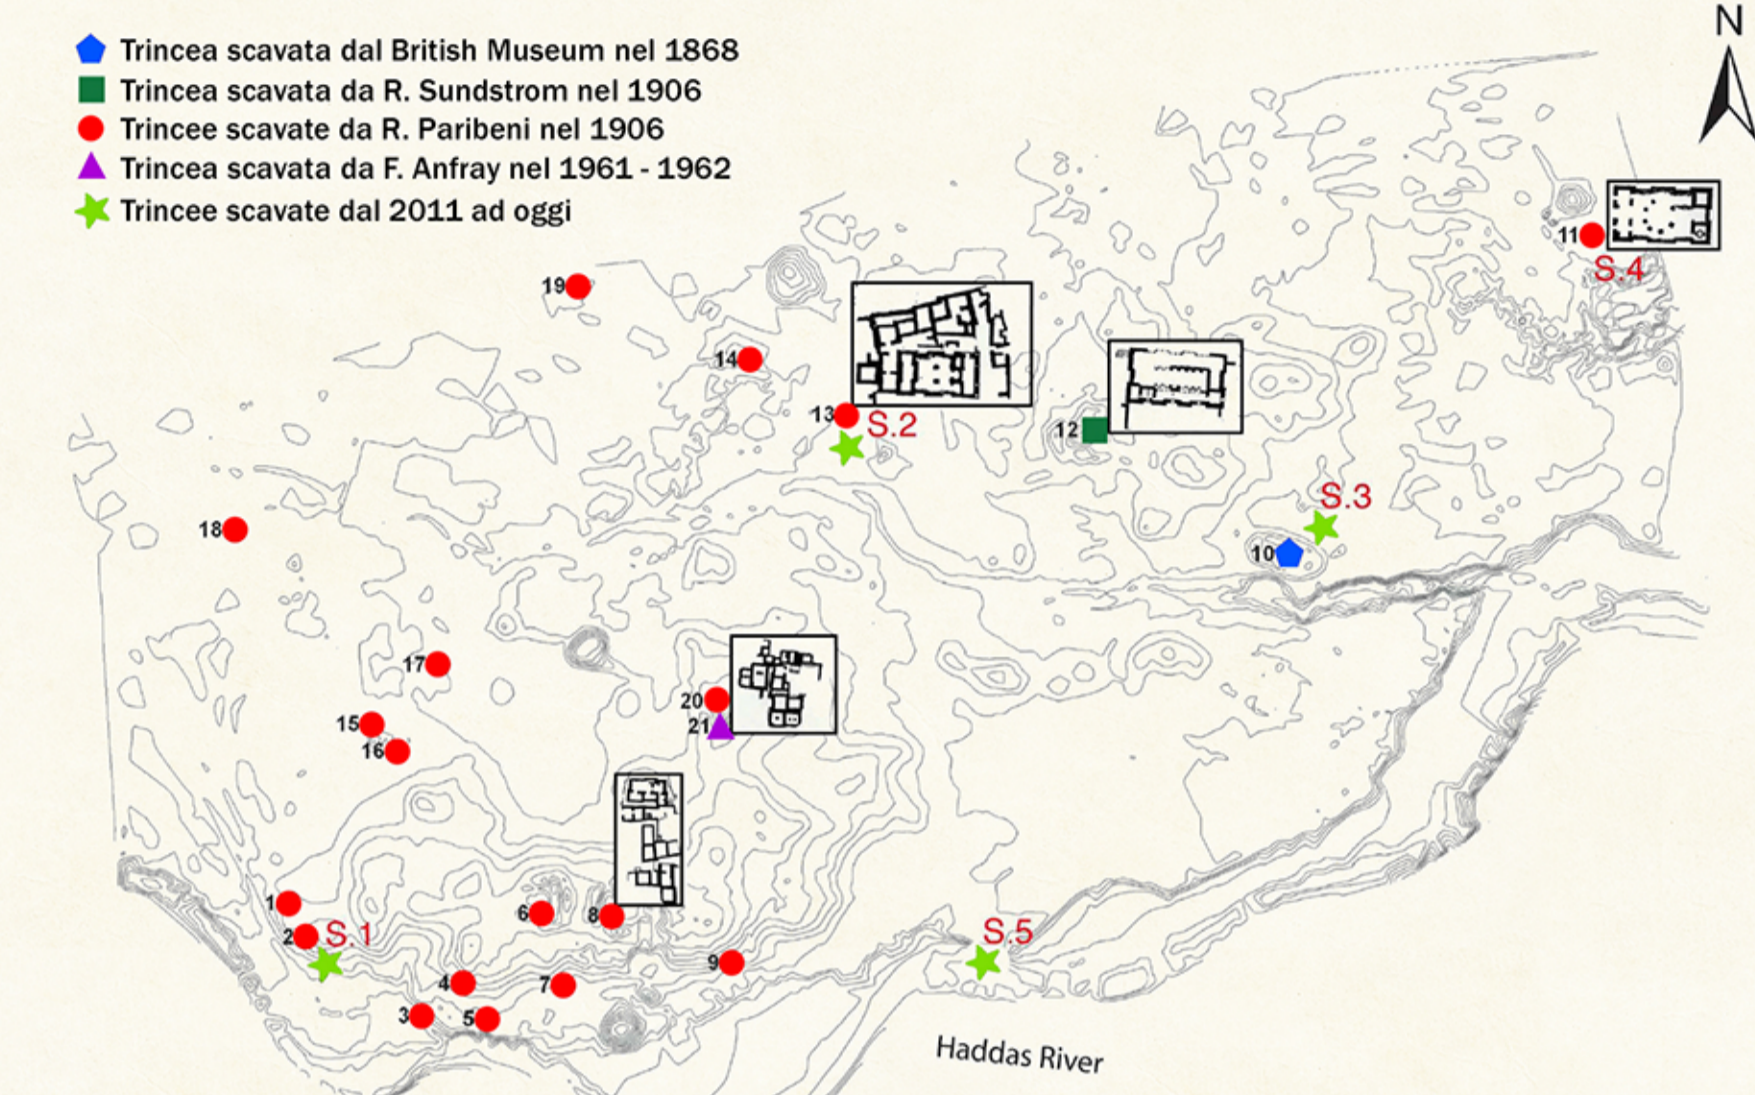 N
Trincea scavata dal British Museum nel 1868
Trincea scavata da R. Sundstrom nel 1906
Trincee scavate da R. Paribeni nel 1906
Trincea scavata da F. Anfray nel 1961 - 1962
Trincee scavate dal 2011 ad oggi
11
S.4
19
14
13
S.2
12
S.3
18
10
17
20
15
21
16
1
6
8
2
S.1
S.5
9
4
7
3
5
Haddas River